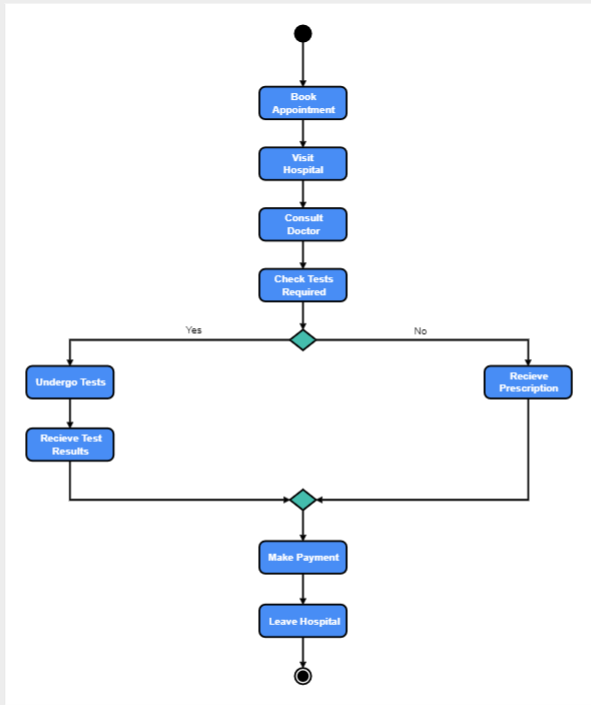 Book
Appointment
Visit
Hospital
Consult
Doctor
Check Tests
Required
Yes
No
Undergo Tests
Recieve
Prescription
Recieve Test
Results
Make Payment
Leave Hospital